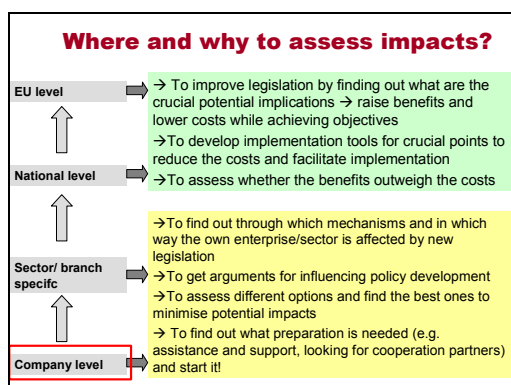 Where and why to assess impacts?
EU level
→ To improve legislation by finding out what are the
crucial potential implications → raise benefits and
lower costs while achieving objectives
→To develop implementation tools for crucial points to
reduce the costs and facilitate implementation
National level
→To assess whether the benefits outweigh the costs
→To find out through which mechanisms and in which
way the own enterprise/sector is affected by new
legislation
Sector/ branch
specifc
→To get arguments for influencing policy development
→To assess different options and find the best ones to
minimise potential impacts
→ To find out what preparation is needed (e.g.
assistance and support, looking for cooperation partners)
and start it!
Company level